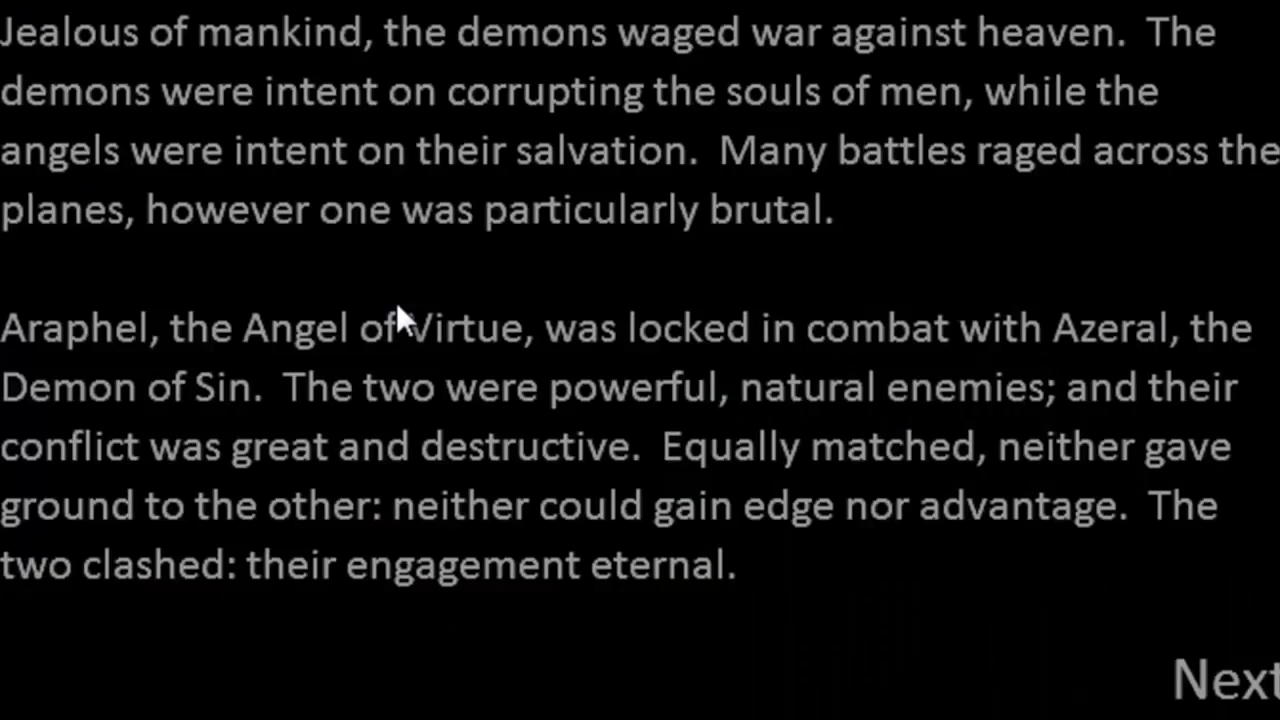 Jealous of mankind, the demons waged war against heaven.  The
demons were intent on corrupting the souls of men, while the
angels were intent on their salvation.  Many battles raged across the
planes, however one was particularly brutal.
Araphel, the Angel of Virtue, was locked in combat with Azeral, the
Demon of Sin.  The two were powerful, natural enemies; and their
conflict was great and destructive.  Equally matched, neither gave
ground to the other: neither could gain edge nor advantage.  The
two clashed: their engagement eternal.
Next